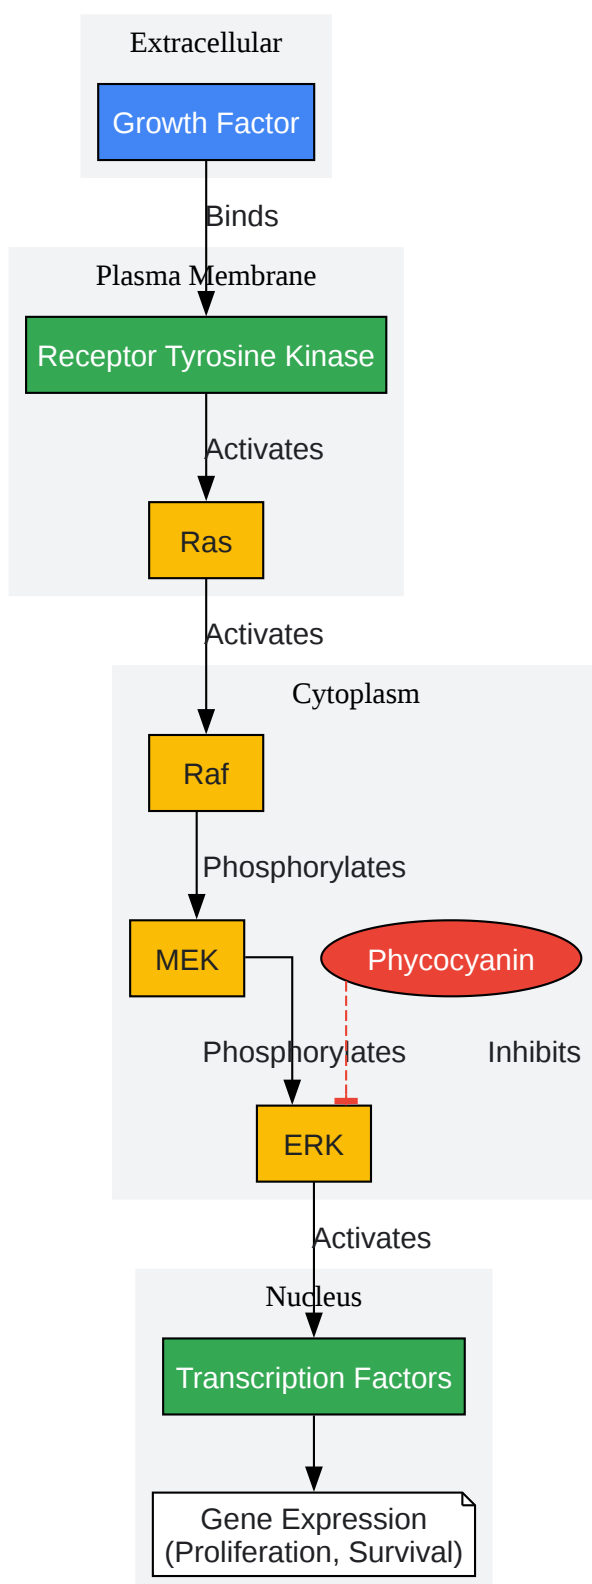 Extracellular
Growth Factor
Binds
Plasma Membrane
Receptor Tyrosine Kinase
Activates
Ras
Activates
Cytoplasm
Raf
Phosphorylates
MEK
Phycocyanin
Phosphorylates
Inhibits
ERK
Activates
Nucleus
Transcription Factors
Gene Expression
(Proliferation, Survival)